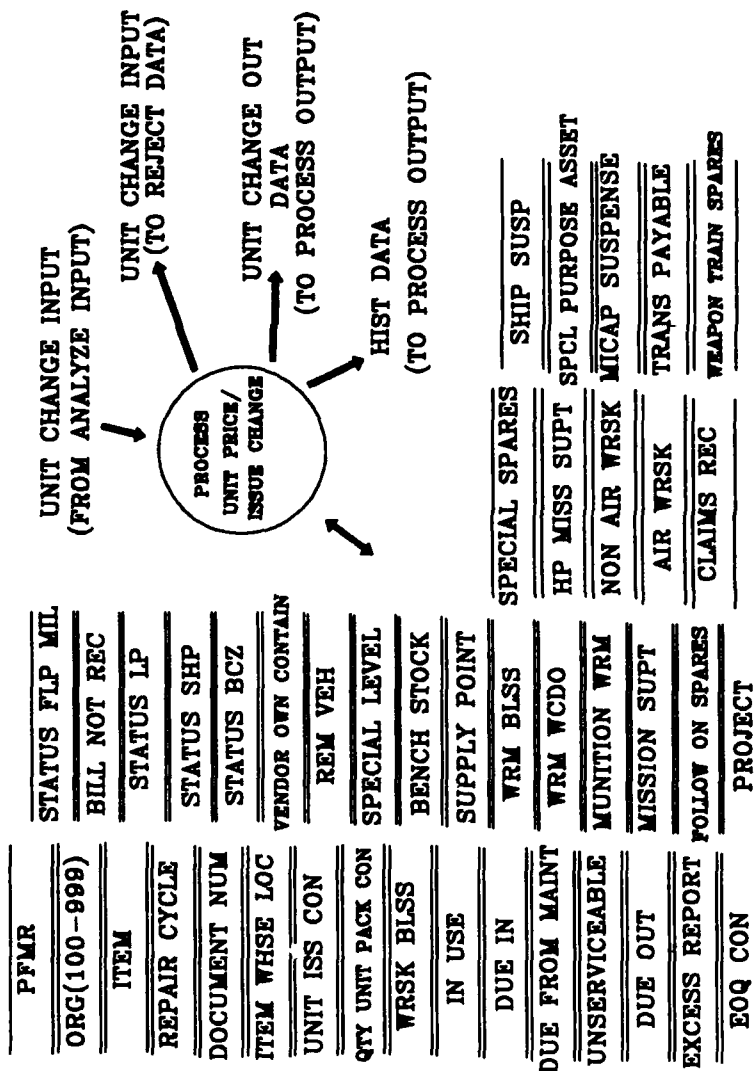 UNIT CHANGE INPUT
(FROM ANALYZE INPUT)
UNIT CHANGE INPUT
(TO REJECT DATA)
PROCESS
UNIT PRICE/
ISSUE CHANGE
UNIT CHANGE OUT
DATA
(TO PROCESS OUTPUT)
HIST DATA
(TO PROCESS OUTPUT)
PFMR
ORG(100-999)
ITEM
REPAIR CYCLE
DOCUMENT NUM
ITEM WHSE LOC
UNIT ISS CON
QTY UNIT PACK CON
WRSK BLSS
IN USE
DUE IN
DUE FROM MAINT
UNSERVICEABLE
DUE OUT
EXCESS REPORT
EOQ CON
STATUS FLP MIL
BILL NOT REC
STATUS LP
STATUS SHP
STATUS BCZ
VENDOR OWN CONTAIN
REM VEH
SPECIAL LEVEL
BENCH STOCK
SUPPLY POINT
WRM BLSS
WRM WCDO
MUNITION WRM
MISSION SUPT
FOLLOW ON SPARES
PROJECT
SPECIAL SPARES
HP MISS SUPT
NON AIR WRSK
AIR WRSK
CLAIMS REC
SHIP SUSP
SPCL PURPOSE ASSET
MICAP SUSPENSE
TRANS PAYABLE
WEAPON TRAIN SPARES